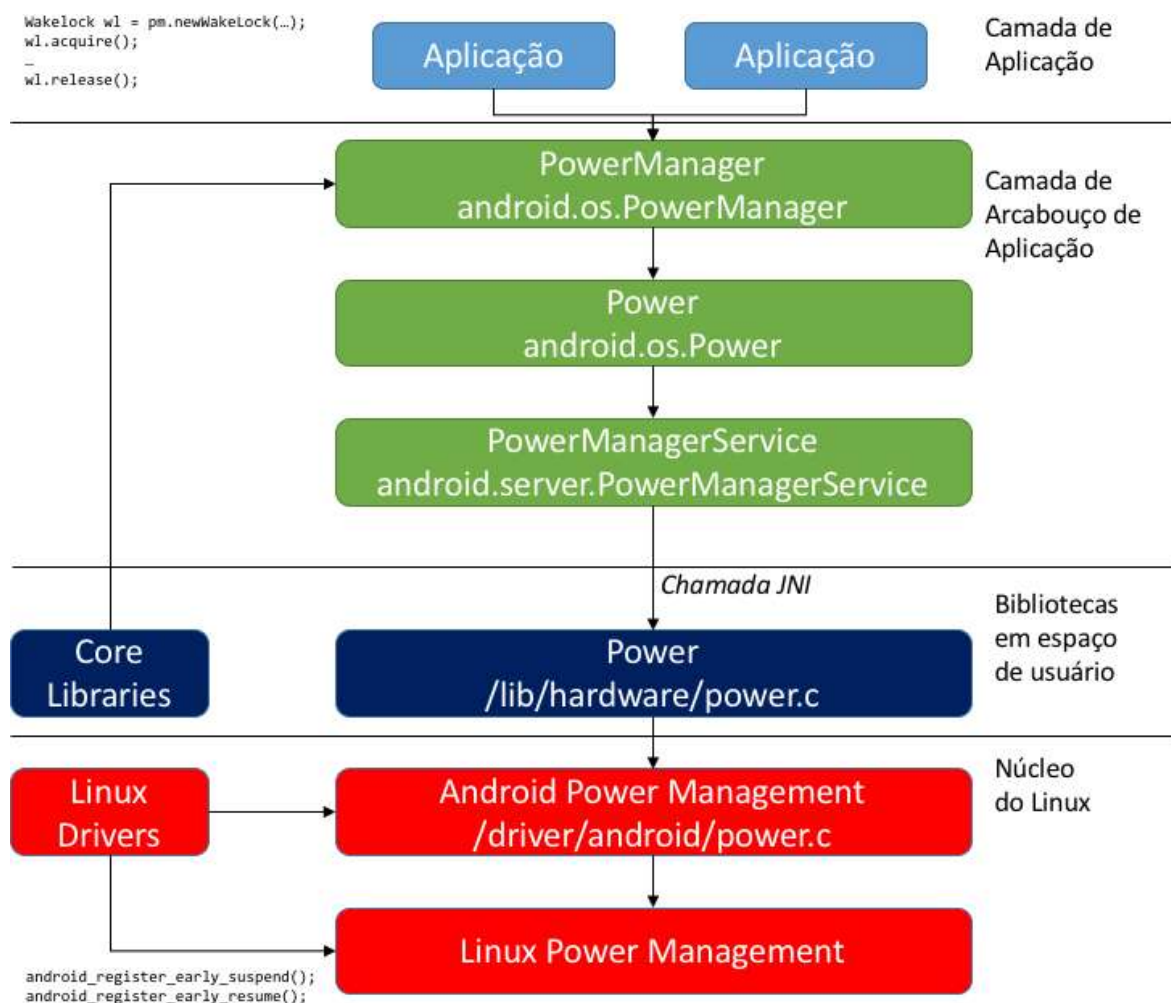 Wakelock wl = pm.newWakeLock(…);
wl.acquire();
…
wl.release();
Aplicação
Aplicação
Camada de
Aplicação
PowerManager
android.os.PowerManager
Camada de
Arcabouço de
Aplicação
Power
android.os.Power
PowerManagerService
android.server.PowerManagerService
Chamada JNI
Bibliotecas
em espaço
de usuário
Core
Libraries
Power
/lib/hardware/power.c
Núcleo
do Linux
Linux
Drivers
Android Power Management
/driver/android/power.c
Linux Power Management
android_register_early_suspend();
android_register_early_resume();